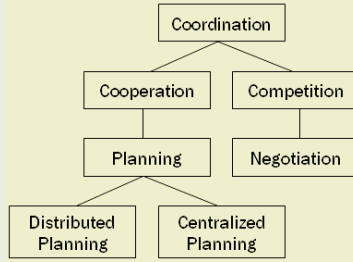 Coordination
Cooperation
Competition
Planning
Negotiation
Distributed
Planning
Centralized
Planning